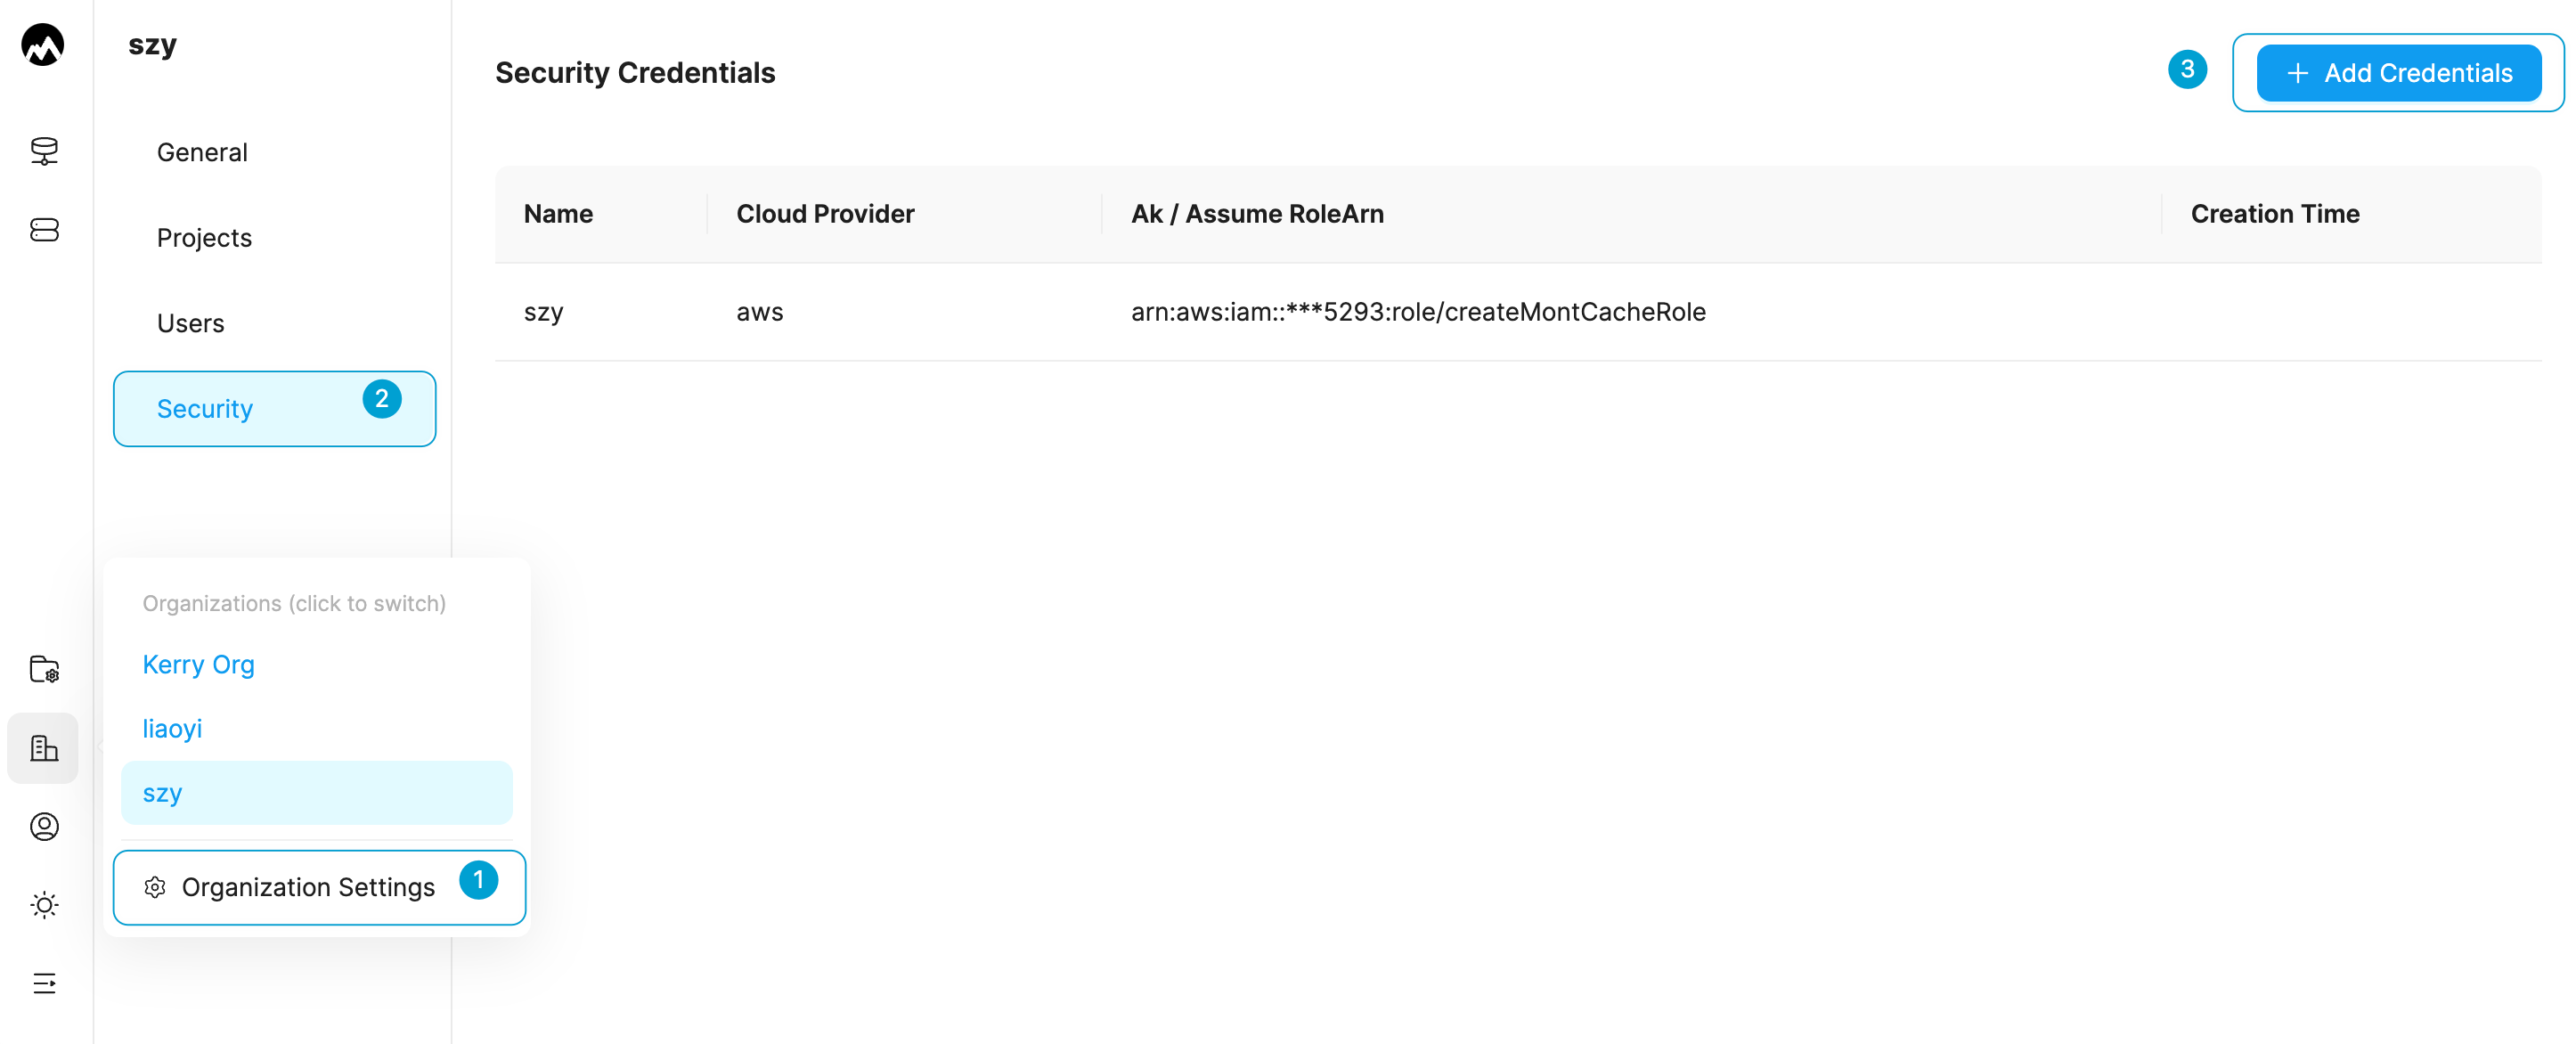 szy
General
Projects
Users
Security
2
Organizations (click to switch)
Kerry Org
liaoyi
szy
Organization Settings
1
Security Credentials
3
+ Add Credentials
Name Cloud Provider Ak / Assume RoleArn Creation Time
szy aws arn:aws:iam::***5293:role/createMontCacheRole